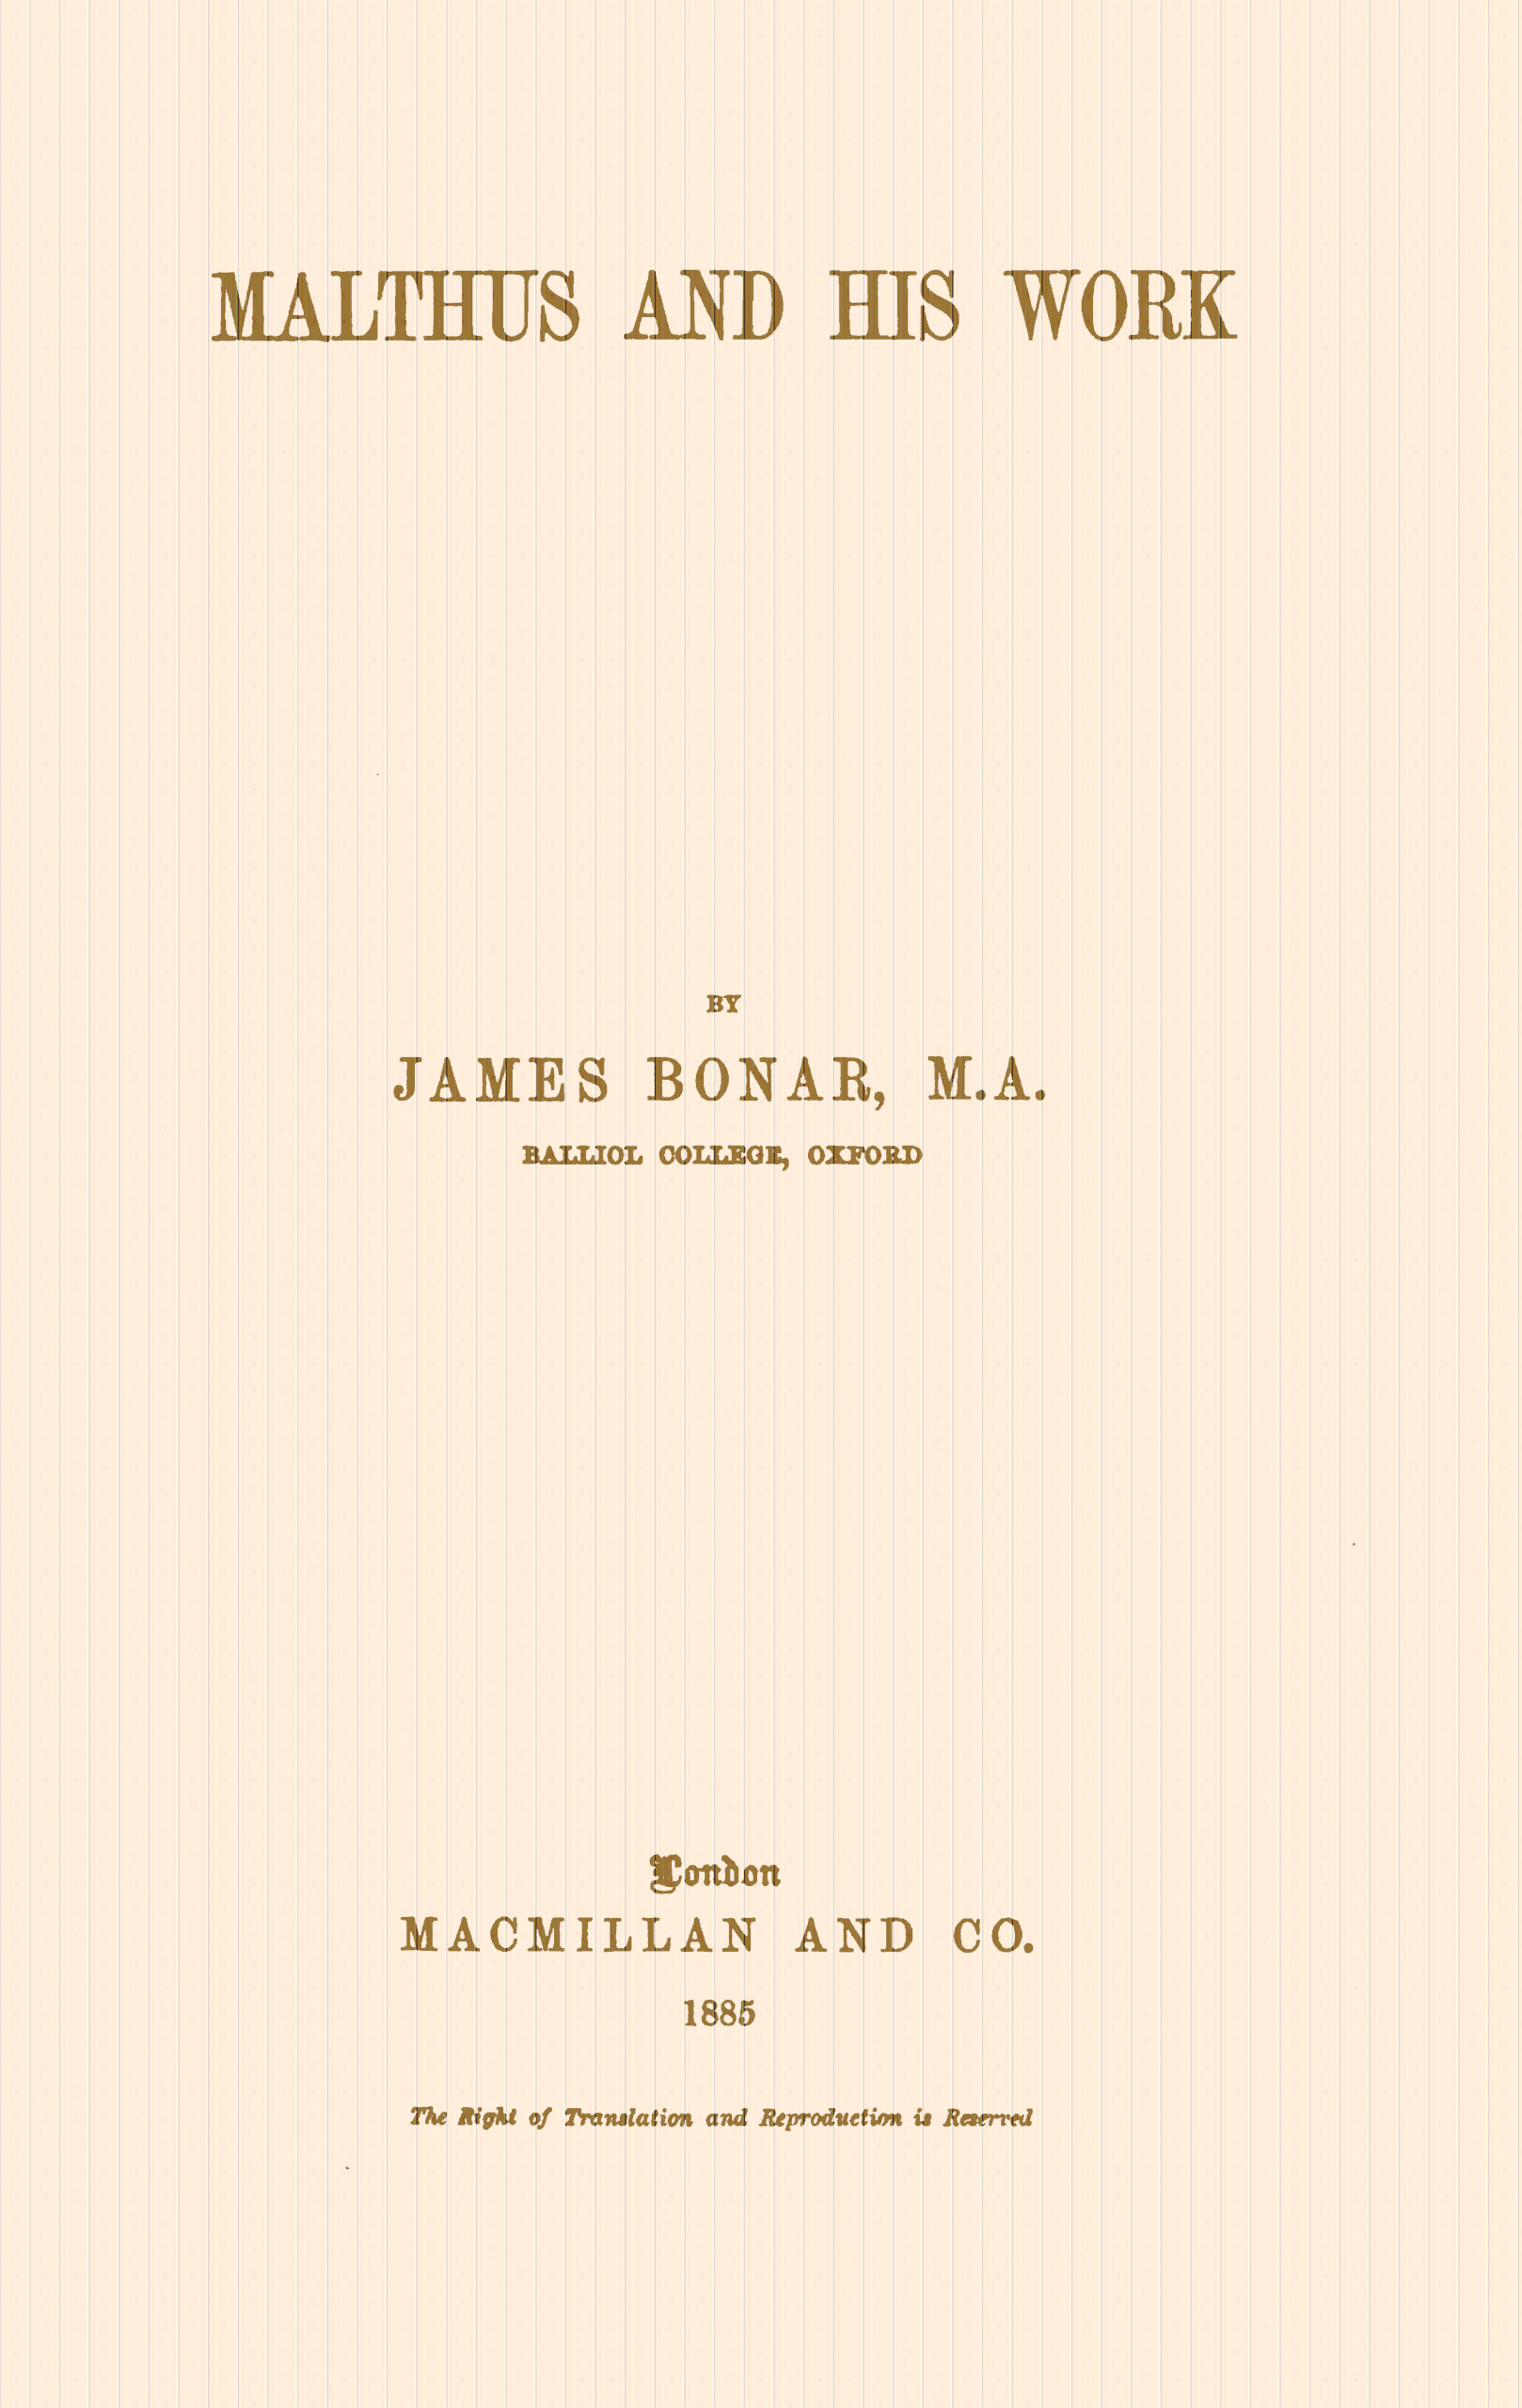 MALTHUS AND HIS WORK
BY
JAMES BONAR, M.A.
BALLIOL COLLEGE, OXFORD
London
MACMILLAN AND CO.
1885
The Right of Translation and Reproduction is Reserved